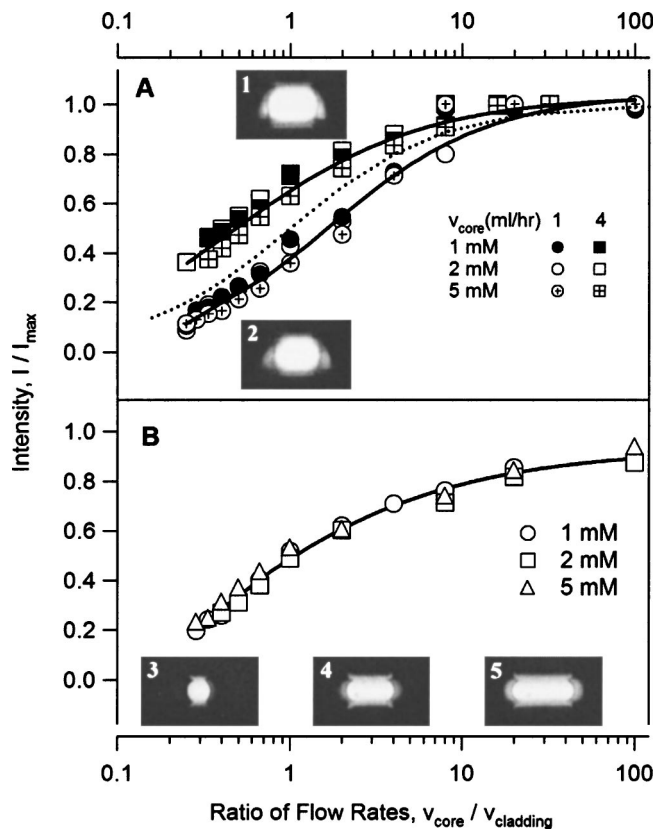 0.1 1 10 100
A
1
1.0
0.8
0.6
0.4
0.2
0.0
v_core(ml/hr) 1 4
1 mM
2 mM
5 mM
2
Intensity, I / I_max
B
1.0
0.8
0.6
0.4
0.2
0.0
1 mM
2 mM
5 mM
3 4 5
0.1 1 10 100
Ratio of Flow Rates, v_core / v_cladding